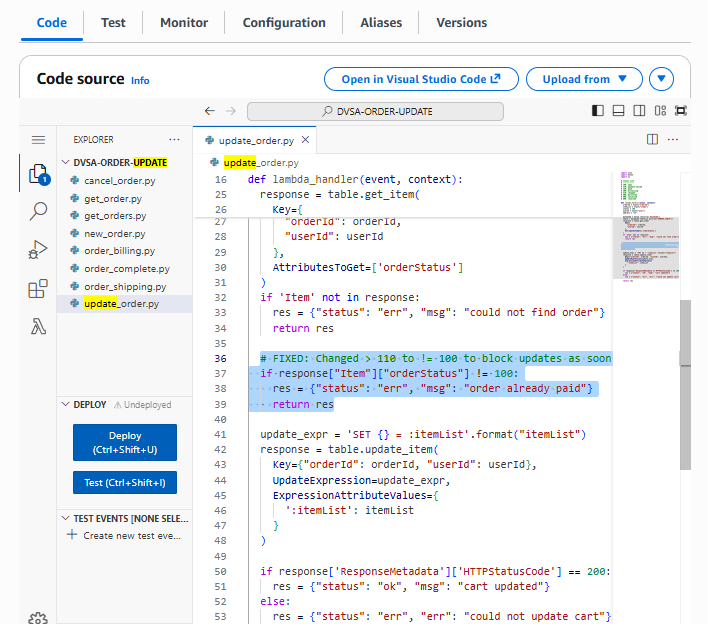 Code Test Monitor Configuration Aliases Versions
Code source Info Open in Visual Studio Code Upload from
DVSA-ORDER-UPDATE
EXPLORER ...
DVSA-ORDER-UPDATE
cancel_order.py
get_order.py
get_orders.py
new_order.py
order_billing.py
order_complete.py
order_shipping.py
update_order.py
1
DEPLOY Undeployed
Deploy
(Ctrl+Shift+U)
Test (Ctrl+Shift+I)
TEST EVENTS [NONE SELE...
Create new test eve...
update_order.py
update_order.py
16 def lambda_handler(event, context):
25 response = table.get_item(
26 Key={
27 "orderId": orderId,
28 "userId": userId
29 },
30 AttributesToGet=['orderStatus']
31 )
32 if 'Item' not in response:
33 res = {"status": "err", "msg": "could not find order"}
34 return res
35
36 # FIXED: Changed > 110 to != 100 to block updates as soon
37 if response["Item"]["orderStatus"] != 100:
38 res = {"status": "err", "msg": "order already paid"}
39 return res
40
41 update_expr = 'SET {} = :itemList'.format("itemList")
42 response = table.update_item(
43 Key={"orderId": orderId, "userId": userId},
44 UpdateExpression=update_expr,
45 ExpressionAttributeValues={
46 ':itemList': itemList
47 }
48 )
49
50 if response['ResponseMetadata']['HTTPStatusCode'] == 200:
51 res = {"status": "ok", "msg": "cart updated"}
52 else:
53 res = {"status": "err", "err": "could not update cart"}